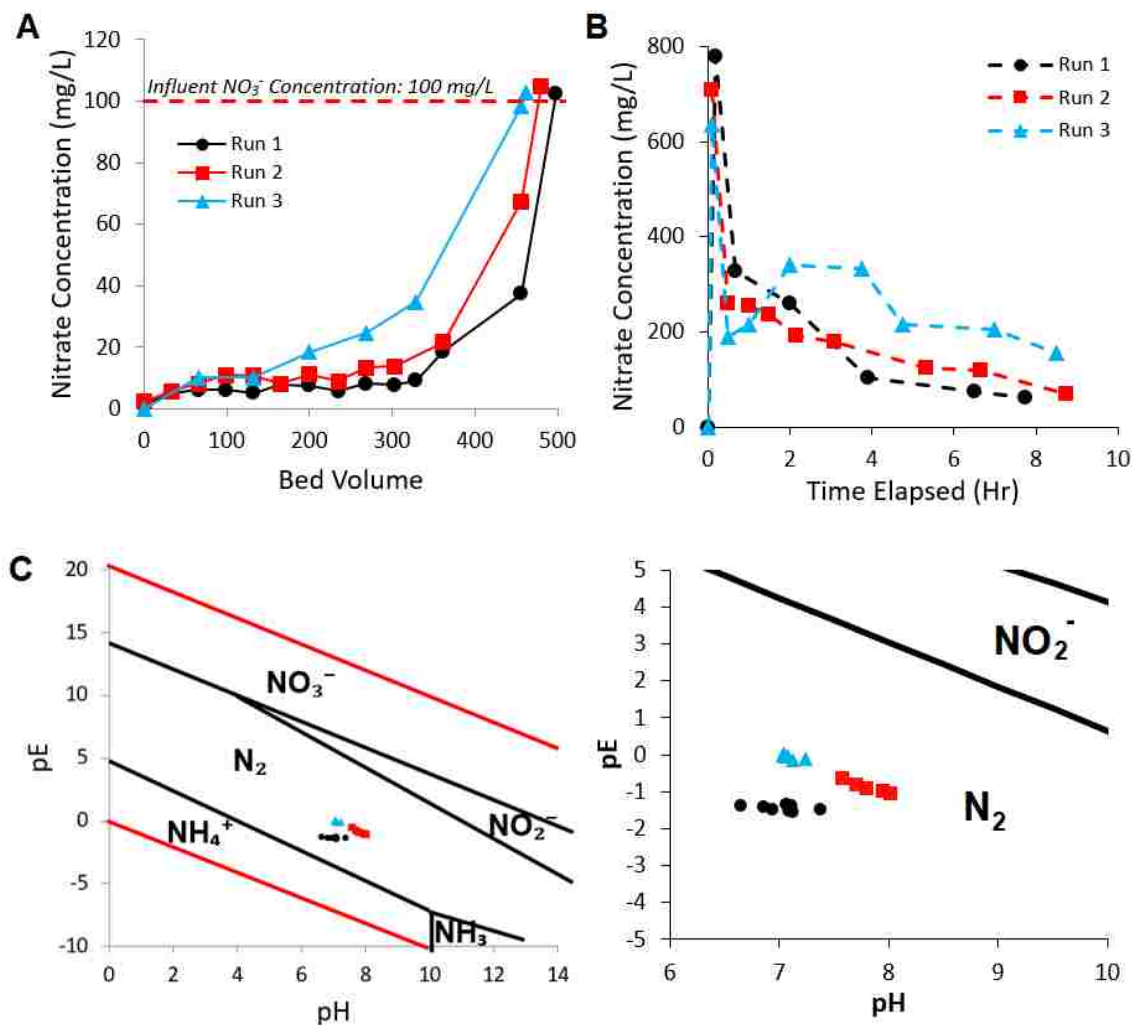 A
Nitrate Concentration (mg/L)
120
100
80
60
40
20
0
Influent NO₃⁻ Concentration: 100 mg/L
Run 1
Run 2
Run 3
0 100 200 300 400 500
Bed Volume
B
Nitrate Concentration (mg/L)
800
600
400
200
0
Run 1
Run 2
Run 3
0 2 4 6 8 10
Time Elapsed (Hr)
C
pE
20
15
10
5
0
-5
-10
NO₃⁻
N₂
NH₄⁺
NO₂⁻
NH₃
0 2 4 6 8 10 12 14
pH
pE
5
4
3
2
1
0
-1
-2
-3
-4
-5
NO₂⁻
N₂
6 7 8 9 10
pH